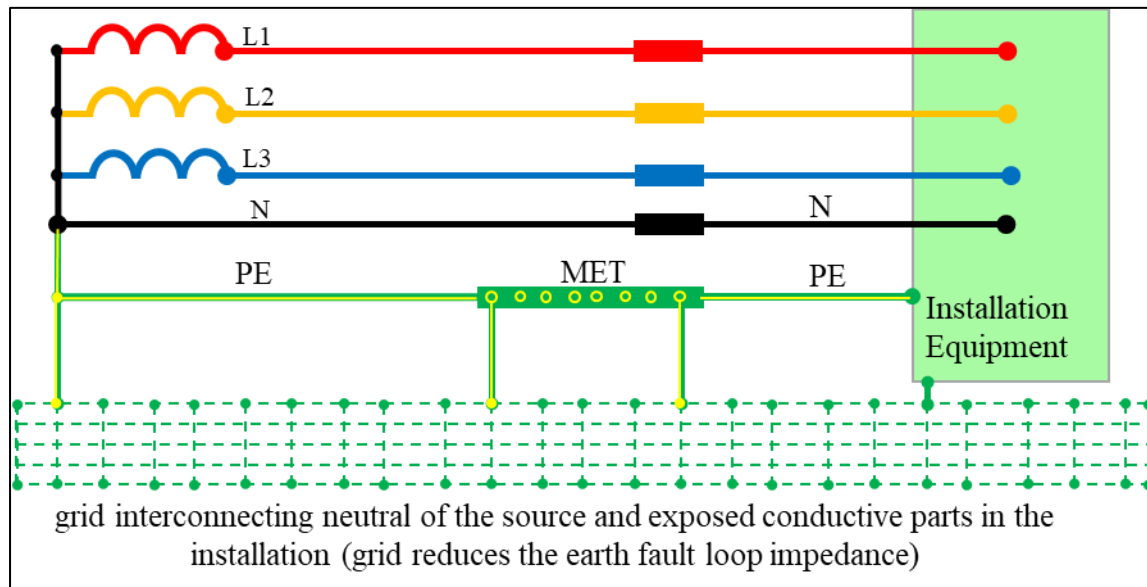 L1
L2
L3
N
N
PE
MET
PE
Installation
Equipment
grid interconnecting neutral of the source and exposed conductive parts in the
installation (grid reduces the earth fault loop impedance)